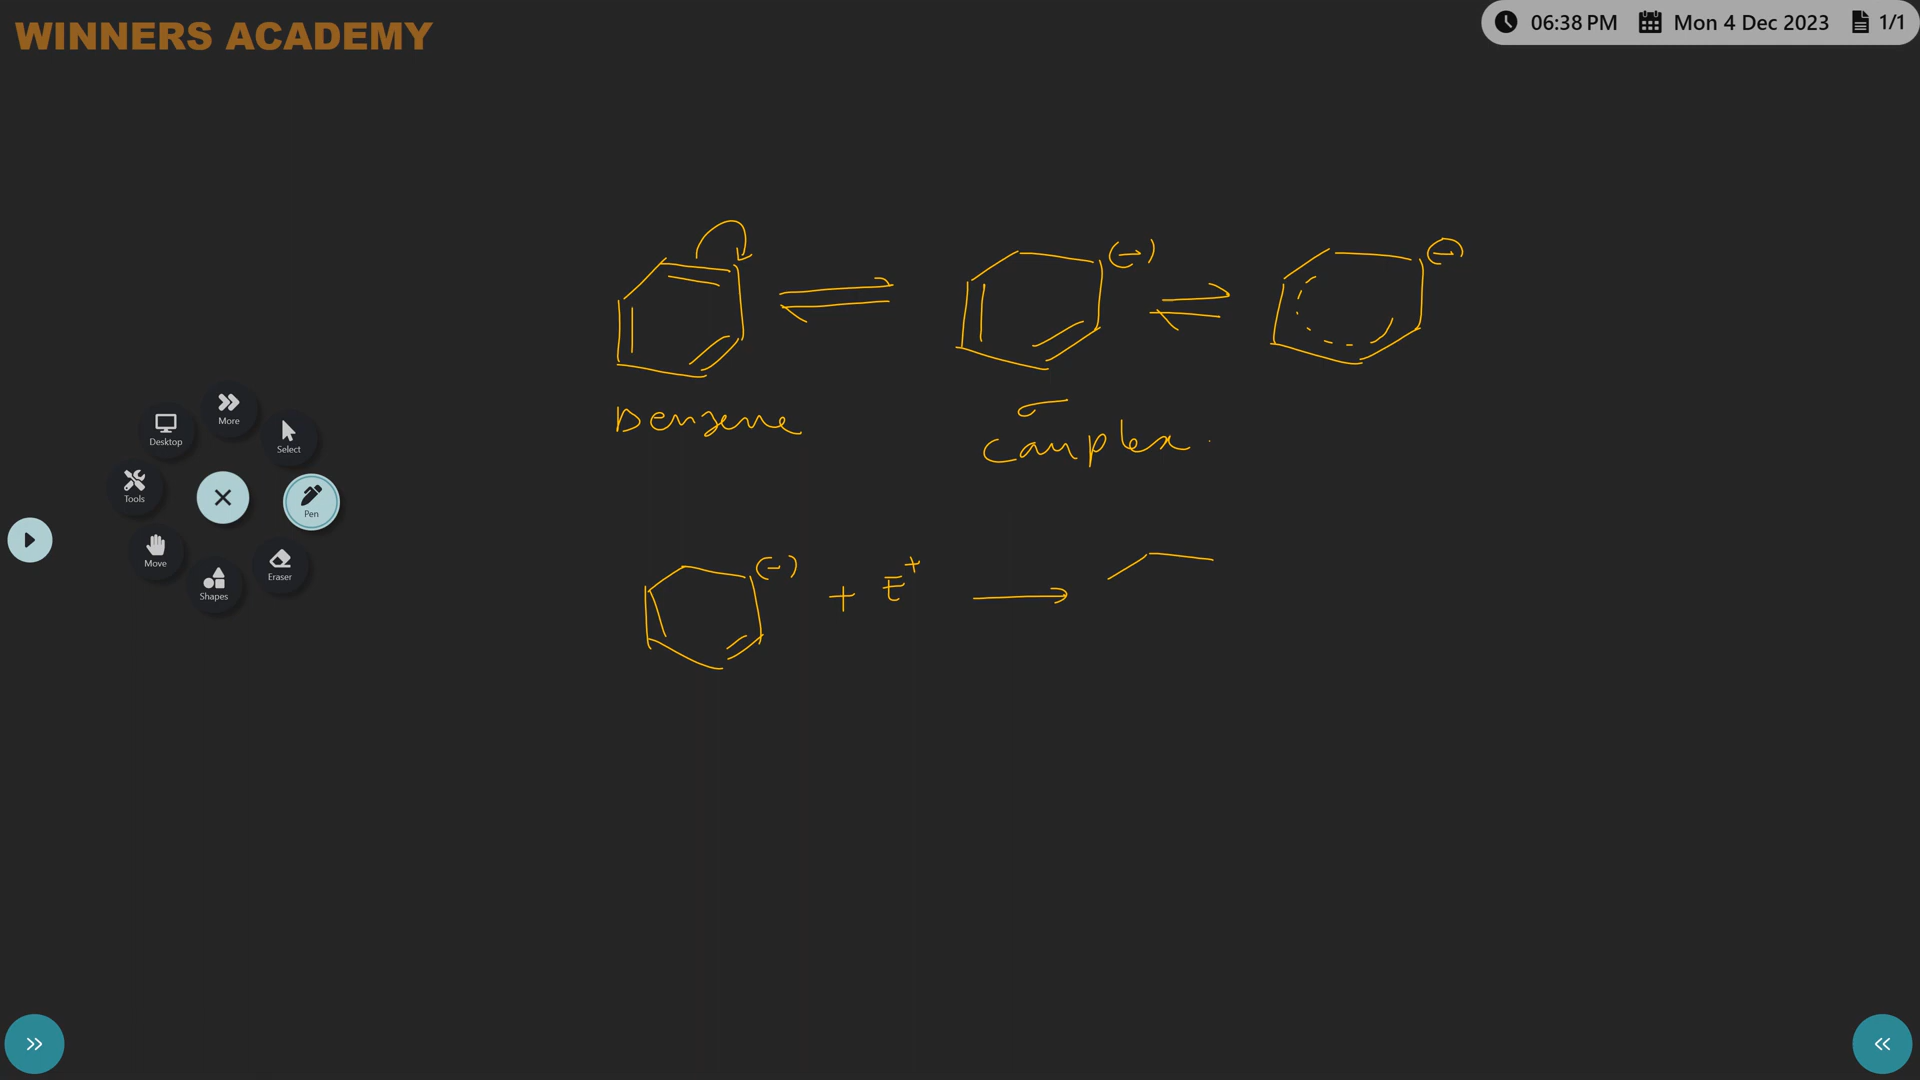 WINNERS ACADEMY
06:38 PM Mon 4 Dec 2023 1/1
(-) (-)
Benzene
σ
complex.
(-) + E+
More
Desktop
Select
Tools
Pen
Move
Eraser
Shapes